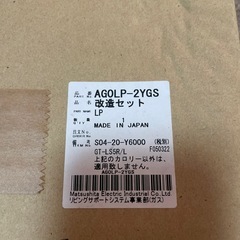 AGOLP-2YGS
改造セット
LP
1
MADE IN JAPAN
S04-20-Y6000 (税別)
GT-LS5R/L F050322
上記のカロリー以外は、
適用致しません。
AGOLP-2YGS
Matsushita Electric Industrial Co.Ltd
リビングサポートシステム事業部(ガス)